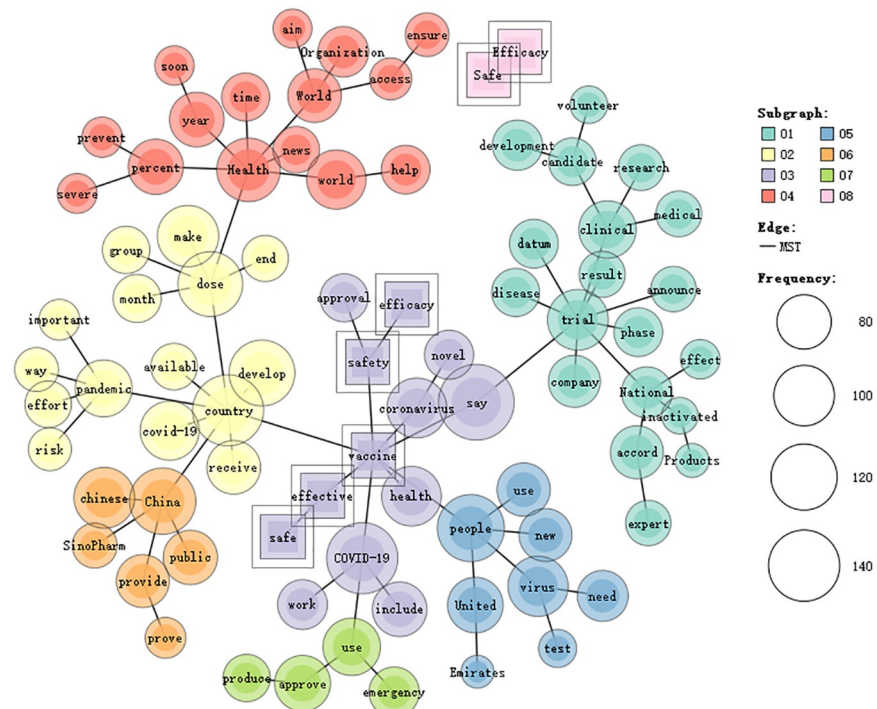 aim
ensure
Organization
Efficacy
soon
access
Safe
World
time
year
volunteer
prevent
news
development
candidate
percent
Health
world
help
research
severe
clinical
medical
make
group
end
datum
dose
result
month
disease
announce
approval
efficacy
important
trial
phase
novel
effect
way
available
safety
develop
company
pandemic
National
effort
country
coronavirus
say
inactivated
covid-19
risk
receive
vaccine
accord
Products
chinese
China
effective
health
use
expert
people
new
SinoPharm
safe
public
COVID-19
provide
virus
need
work
include
United
prove
use
test
Emirates
produce
approve
emergency
Subgraph:
01 05
02 06
03 07
04 08
Edge:
MST
Frequency:
80
100
120
140